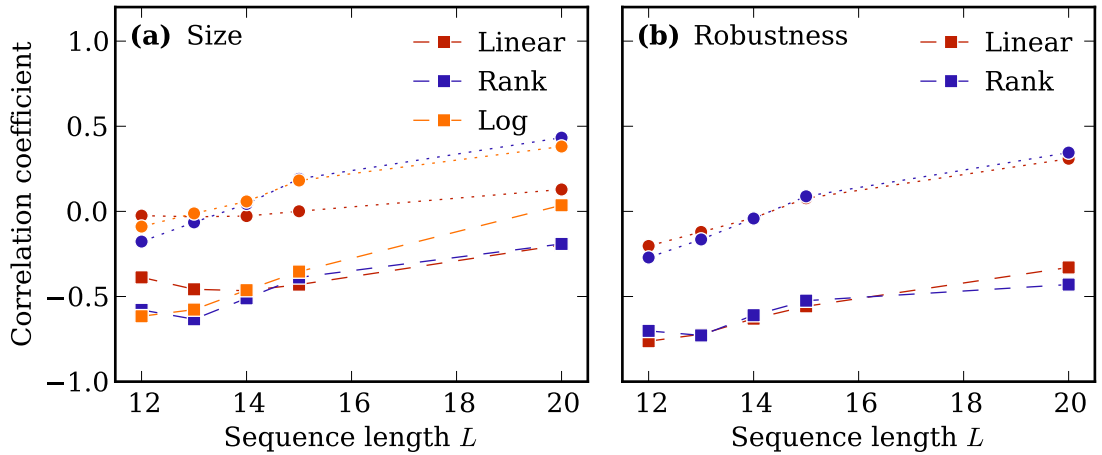 (a) Size
Linear
Rank
Log
1.0
0.5
0.0
−0.5
−1.0
Correlation coefficient
12 14 16 18 20
Sequence length L
(b) Robustness
Linear
Rank
12 14 16 18 20
Sequence length L